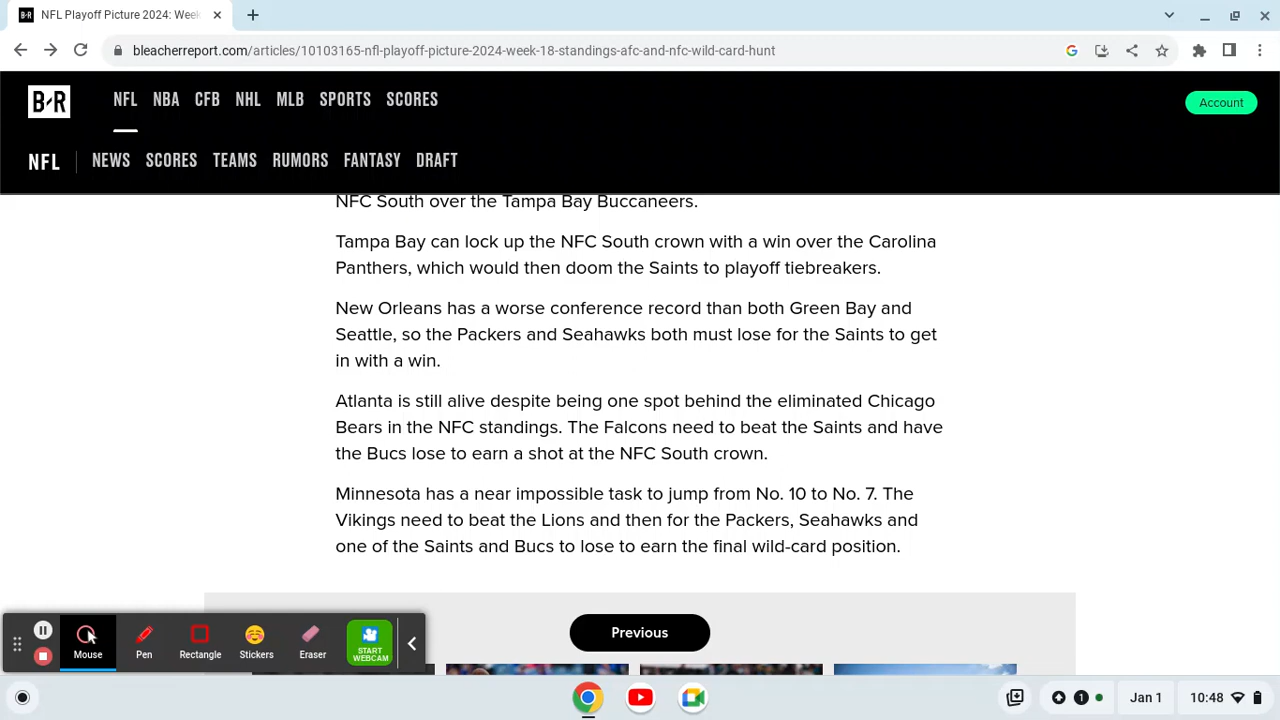 B/R NFL Playoff Picture 2024: Week
bleacherreport.com/articles/10103165-nfl-playoff-picture-2024-week-18-standings-afc-and-nfc-wild-card-hunt
B/R NFL NBA CFB NHL MLB SPORTS SCORES Account
NFL NEWS SCORES TEAMS RUMORS FANTASY DRAFT
NFC South over the Tampa Bay Buccaneers.
Tampa Bay can lock up the NFC South crown with a win over the Carolina
Panthers, which would then doom the Saints to playoff tiebreakers.
New Orleans has a worse conference record than both Green Bay and
Seattle, so the Packers and Seahawks both must lose for the Saints to get
in with a win.
Atlanta is still alive despite being one spot behind the eliminated Chicago
Bears in the NFC standings. The Falcons need to beat the Saints and have
the Bucs lose to earn a shot at the NFC South crown.
Minnesota has a near impossible task to jump from No. 10 to No. 7. The
Vikings need to beat the Lions and then for the Packers, Seahawks and
one of the Saints and Bucs to lose to earn the final wild-card position.
Previous
Mouse Pen Rectangle Stickers Eraser START
WEBCAM
1 Jan 1 10:48